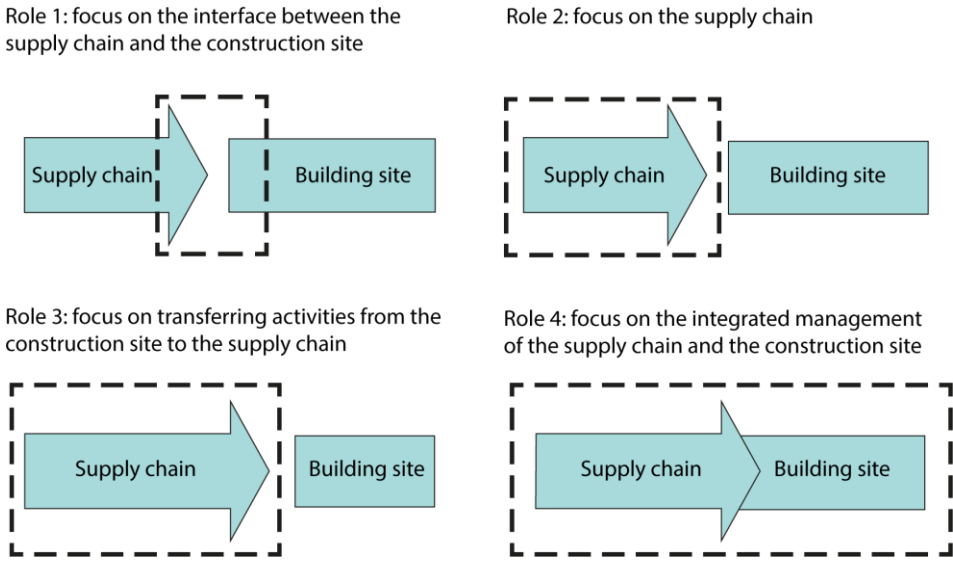 Role 1: focus on the interface between the
supply chain and the construction site
Supply chain
Building site
Role 2: focus on the supply chain
Supply chain
Building site
Role 3: focus on transferring activities from the
construction site to the supply chain
Supply chain
Building site
Role 4: focus on the integrated management
of the supply chain and the construction site
Supply chain
Building site